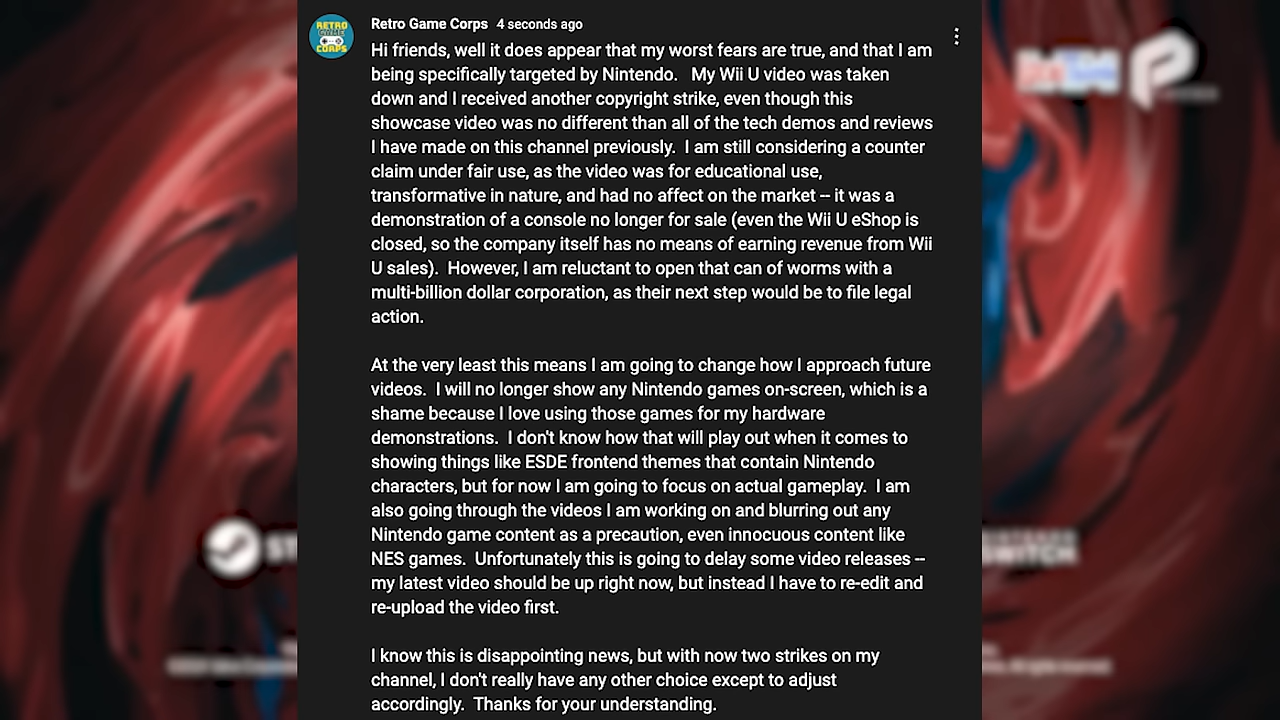 RETRO
CORPS
Retro Game Corps 4 seconds ago
Hi friends, well it does appear that my worst fears are true, and that I am
being specifically targeted by Nintendo.   My Wii U video was taken
down and I received another copyright strike, even though this
showcase video was no different than all of the tech demos and reviews
I have made on this channel previously.  I am still considering a counter
claim under fair use, as the video was for educational use,
transformative in nature, and had no affect on the market -- it was a
demonstration of a console no longer for sale (even the Wii U eShop is
closed, so the company itself has no means of earning revenue from Wii
U sales).  However, I am reluctant to open that can of worms with a
multi-billion dollar corporation, as their next step would be to file legal
action.
At the very least this means I am going to change how I approach future
videos.  I will no longer show any Nintendo games on-screen, which is a
shame because I love using those games for my hardware
demonstrations.  I don't know how that will play out when it comes to
showing things like ESDE frontend themes that contain Nintendo
characters, but for now I am going to focus on actual gameplay.  I am
also going through the videos I am working on and blurring out any
Nintendo game content as a precaution, even innocuous content like
NES games.  Unfortunately this is going to delay some video releases --
my latest video should be up right now, but instead I have to re-edit and
re-upload the video first.
I know this is disappointing news, but with now two strikes on my
channel, I don't really have any other choice except to adjust
accordingly.  Thanks for your understanding.
ST
SWITCH